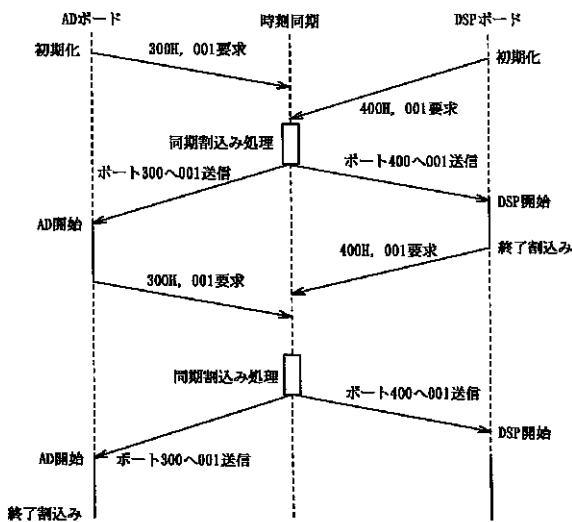 ADボード
時刻同期
DSPボード
初期化
300H, 001要求
初期化
400H, 001要求
同期割込み処理
ポート300へ001送信
ポート400へ001送信
AD開始
DSP開始
400H, 001要求
終了割込み
300H, 001要求
同期割込み処理
ポート400へ001送信
AD開始
ポート300へ001送信
DSP開始
終了割込み